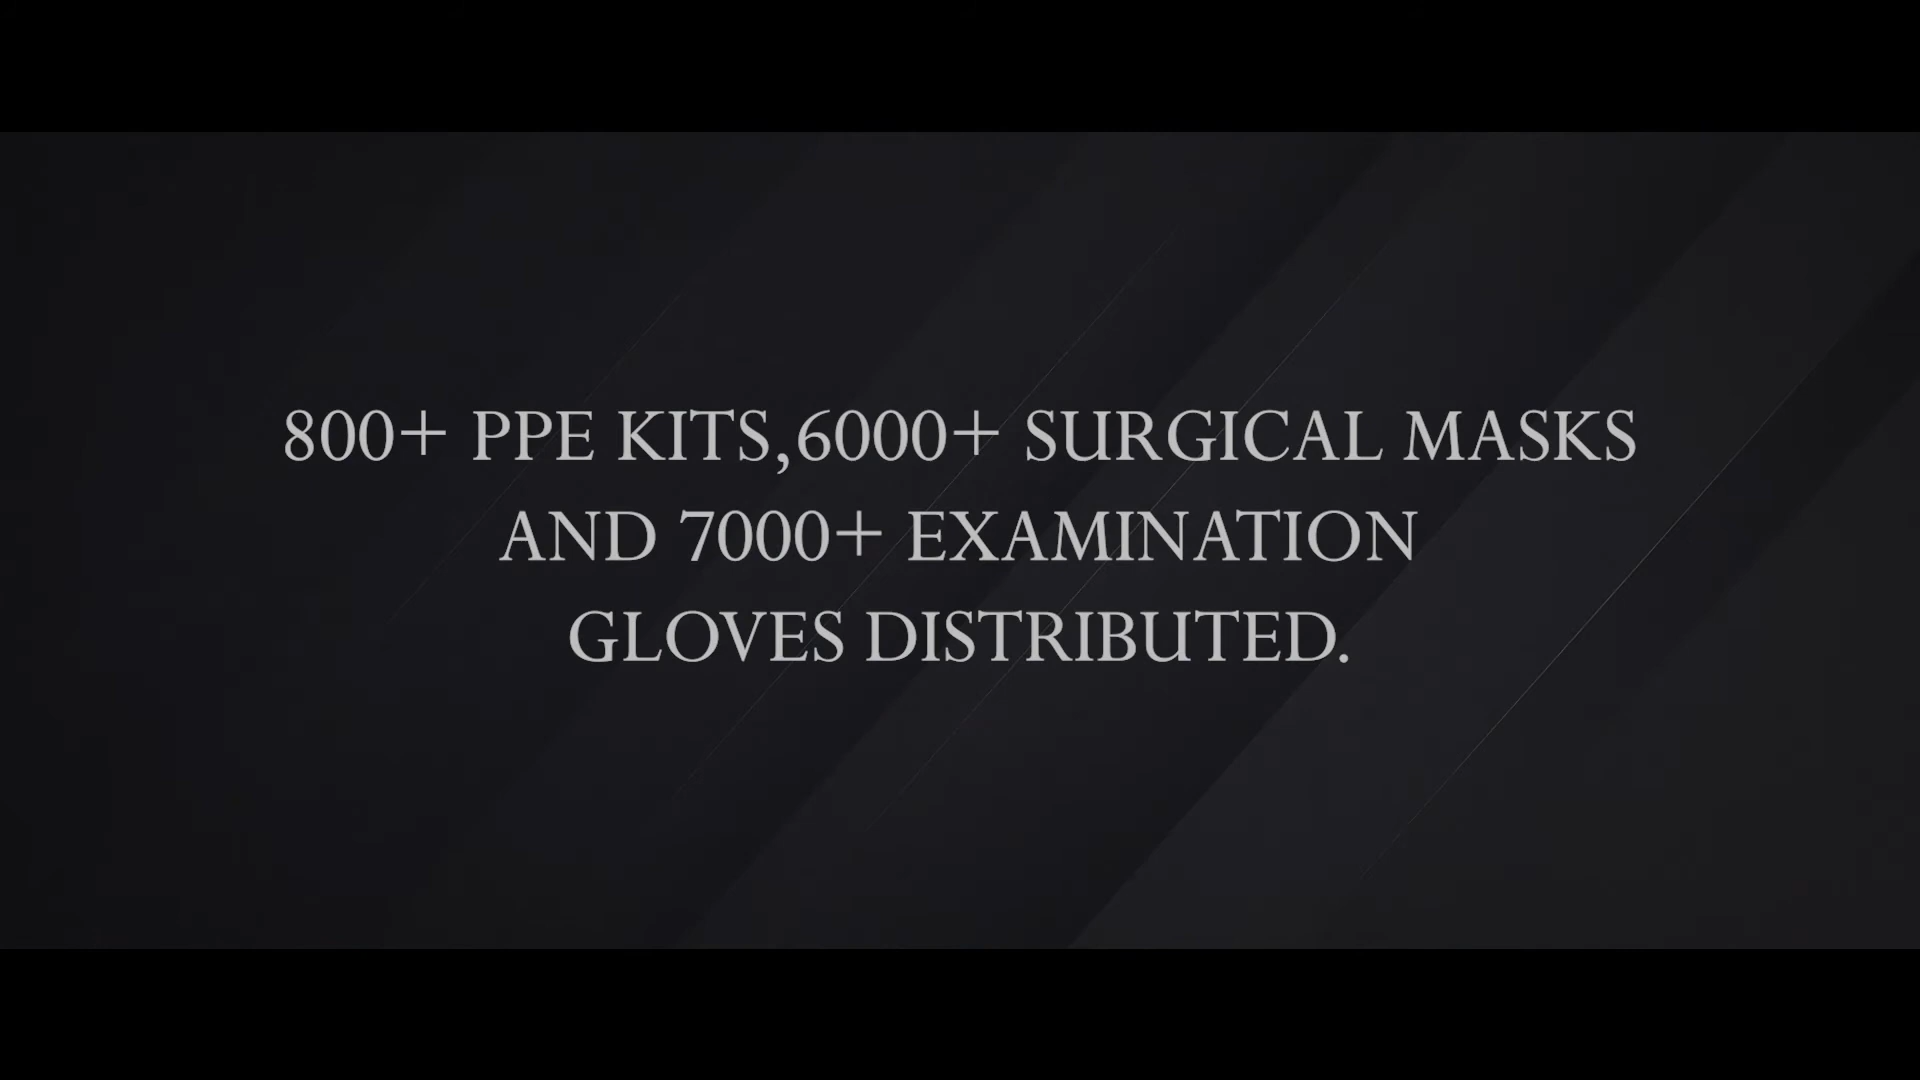 800+ PPE KITS,6000+ SURGICAL MASKS
AND 7000+ EXAMINATION
GLOVES DISTRIBUTED.